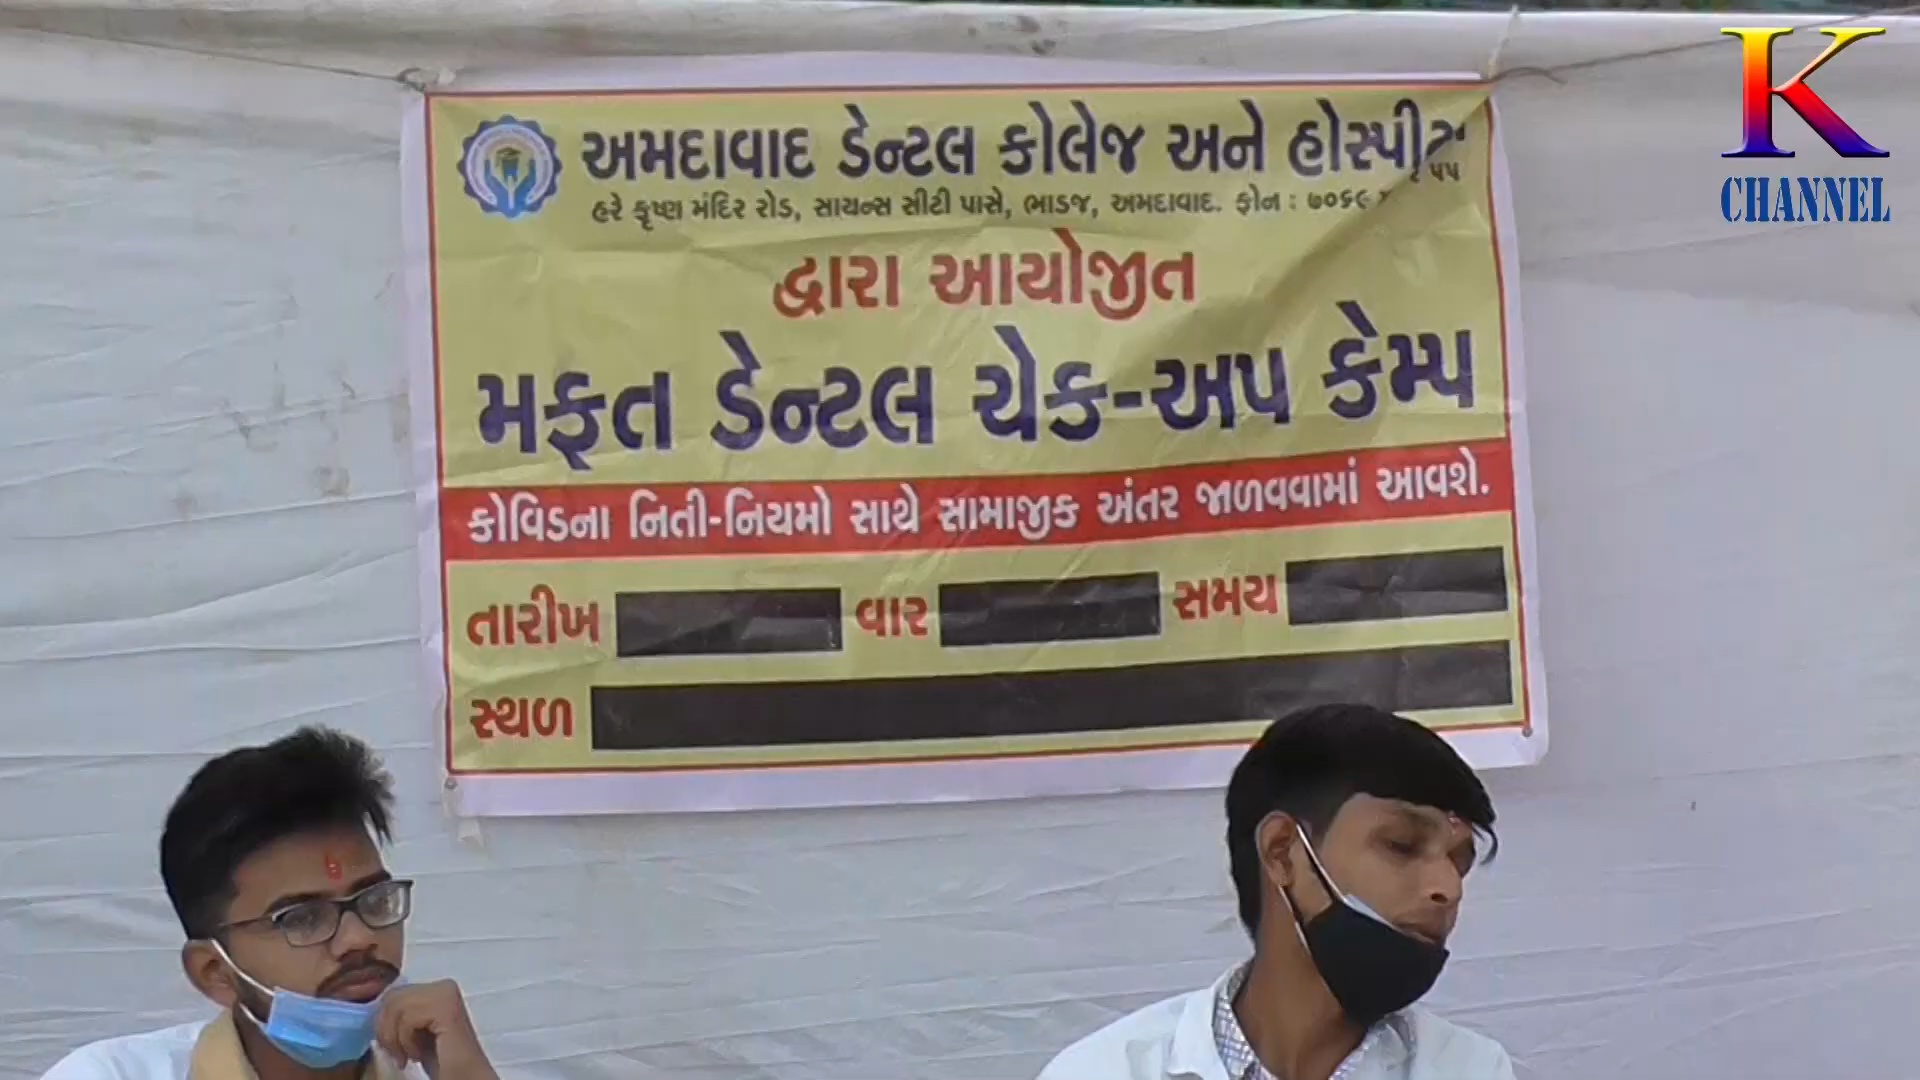 અમદાવાદ ડેન્ટલ કોલેજ અને
હરે કૃષ્ણ મંદિર રોડ, સાયન્સ સીટી પાસે, ભાડજ, અમદાવાદ. ફોન : ૭૦૬૯
દ્વારા આયોજીત
મફત ડેન્ટલ ચેક-અપ કેમ્પ
કોવિડના નિતી-નિયમો સાથે સામાજીક અંતર જાળવવામાં આવશે.
તારીખ વાર સમય
સ્થળ
K
CHANNEL